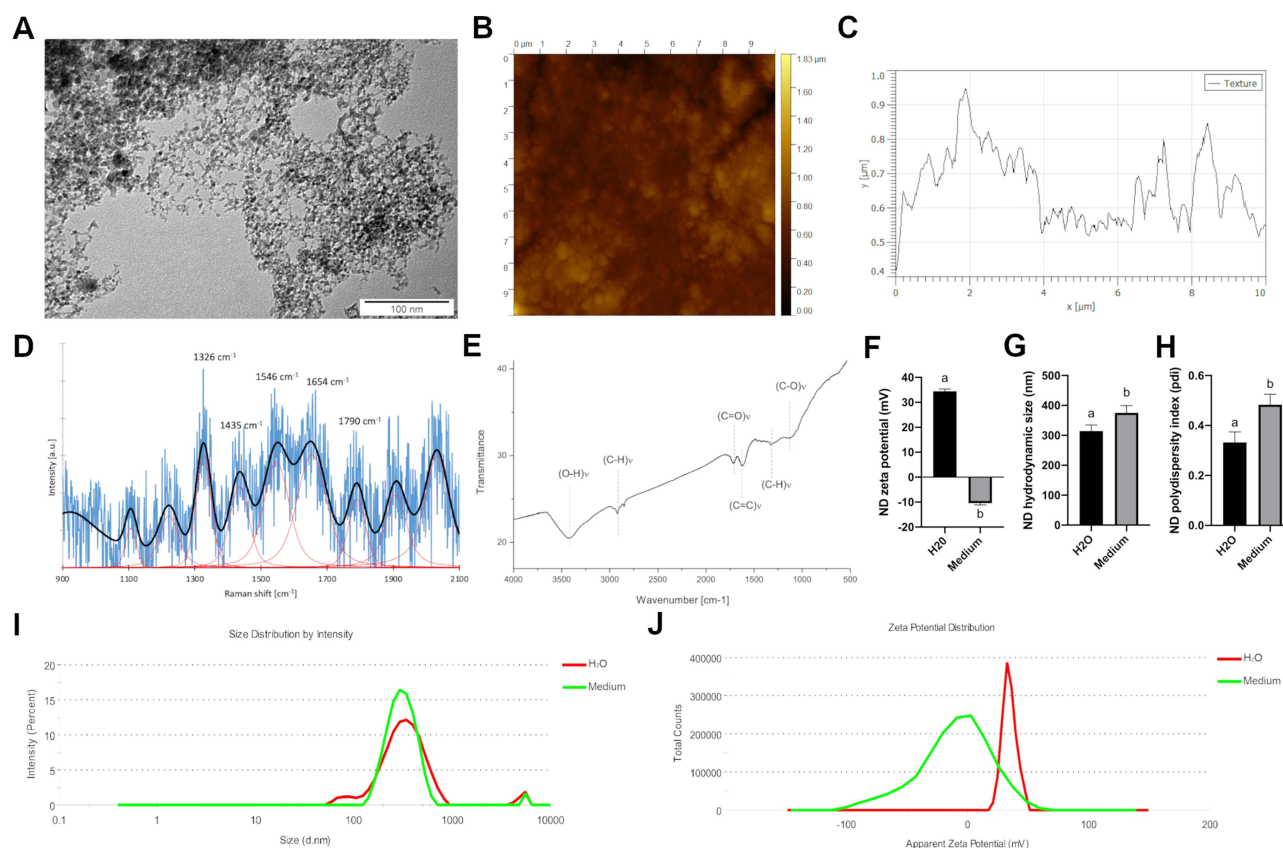 A
100 nm
B
0 µm 1 2 3 4 5 6 7 8 9
0
1
2
3
4
5
6
7
8
9
1.83 µm
1.60
1.40
1.20
1.00
0.80
0.60
0.40
0.20
0.00
C
Texture
1.0
0.9
0.8
0.7
0.6
0.5
0.4
y [µm]
0 2 4 6 8 10
x [µm]
D
1326 cm-1
1546 cm-1
1654 cm-1
1435 cm-1
1790 cm-1
Intensity [a.u.]
900 1100 1300 1500 1700 1900 2100
Raman shift [cm-1]
E
Transmittance
40
30
20
(O-H)ν
(C-H)ν
(C=O)ν
(C=C)ν
(C-H)ν
(C-O)ν
4000 3500 3000 2500 2000 1500 1000 500
Wavenumber [cm-1]
F
ND zeta potential (mV)
40
30
20
10
0
-10
-20
a
b
H20
Medium
G
ND hydrodynamic size (nm)
500
400
300
200
100
0
a
b
H2O
Medium
H
ND polydispersity index (pdi)
0.6
0.4
0.2
0.0
a
b
H2O
Medium
I
Size Distribution by Intensity
Intensity (Percent)
20
15
10
5
0
0.1 1 10 100 1000 10000
Size (d.nm)
H₂O
Medium
J
Zeta Potential Distribution
Total Counts
400000
300000
200000
100000
0
-100 0 100 200
Apparent Zeta Potential (mV)
H₂O
Medium